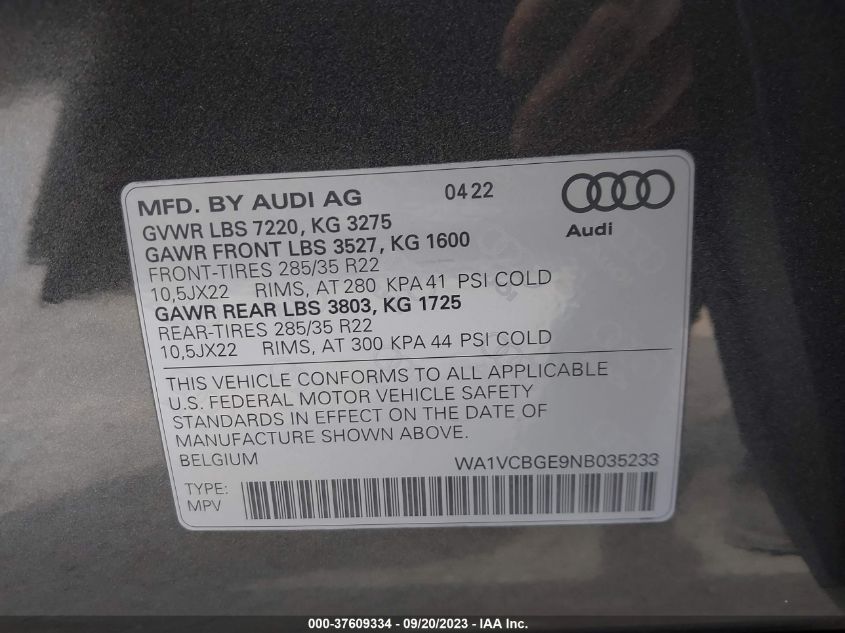 MFD. BY AUDI AG 0422
Audi
GVWR LBS 7220, KG 3275
GAWR FRONT LBS 3527, KG 1600
FRONT-TIRES 285/35 R22
10,5JX22 RIMS, AT 280 KPA 41 PSI COLD
GAWR REAR LBS 3803, KG 1725
REAR-TIRES 285/35 R22
10,5JX22 RIMS, AT 300 KPA 44 PSI COLD
THIS VEHICLE CONFORMS TO ALL APPLICABLE
U.S. FEDERAL MOTOR VEHICLE SAFETY
STANDARDS IN EFFECT ON THE DATE OF
MANUFACTURE SHOWN ABOVE.
BELGIUM WA1VCBGE9NB035233
TYPE:
MPV
000-37609334 - 09/20/2023 - IAA Inc.